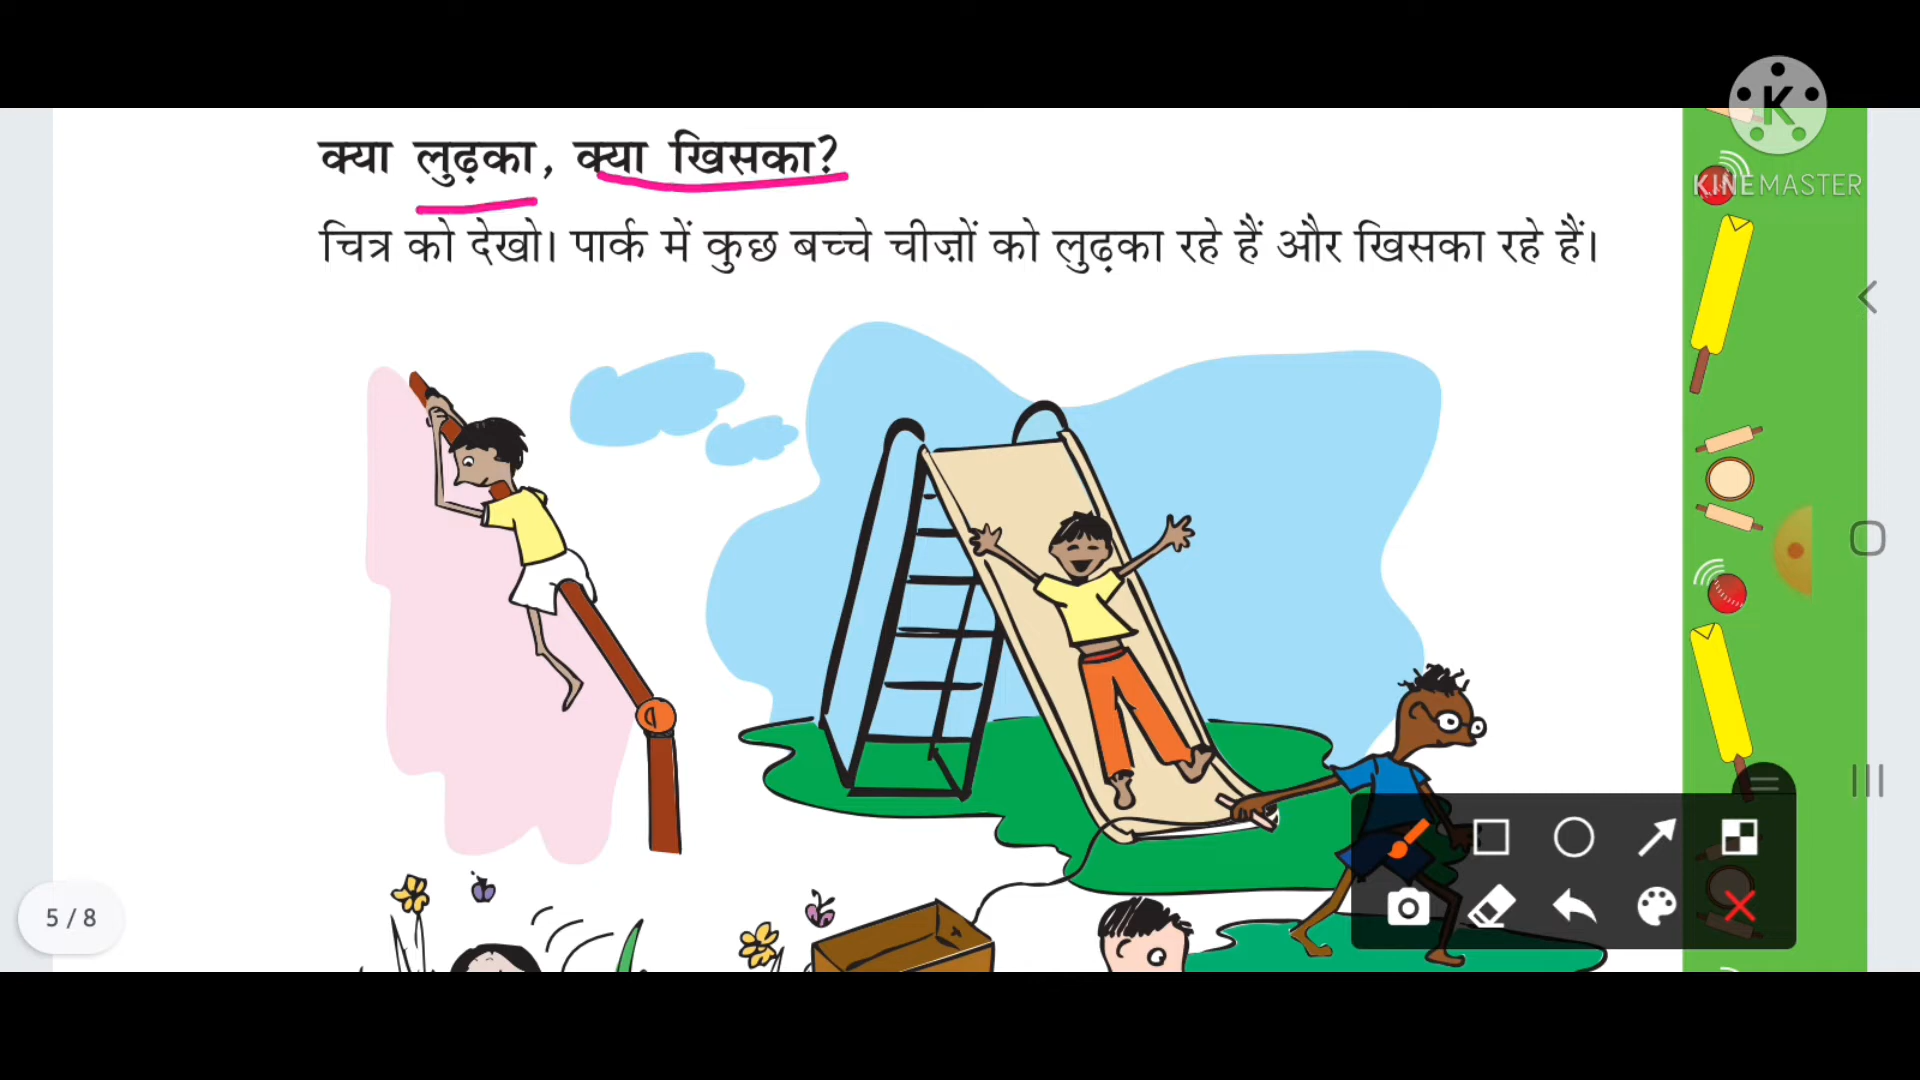 क्या लुढ़का, क्या खिसका?
चित्र को देखो। पार्क में कुछ बच्चे चीज़ों को लुढ़का रहे हैं और खिसका रहे हैं।
K
KINEMASTER
5 / 8